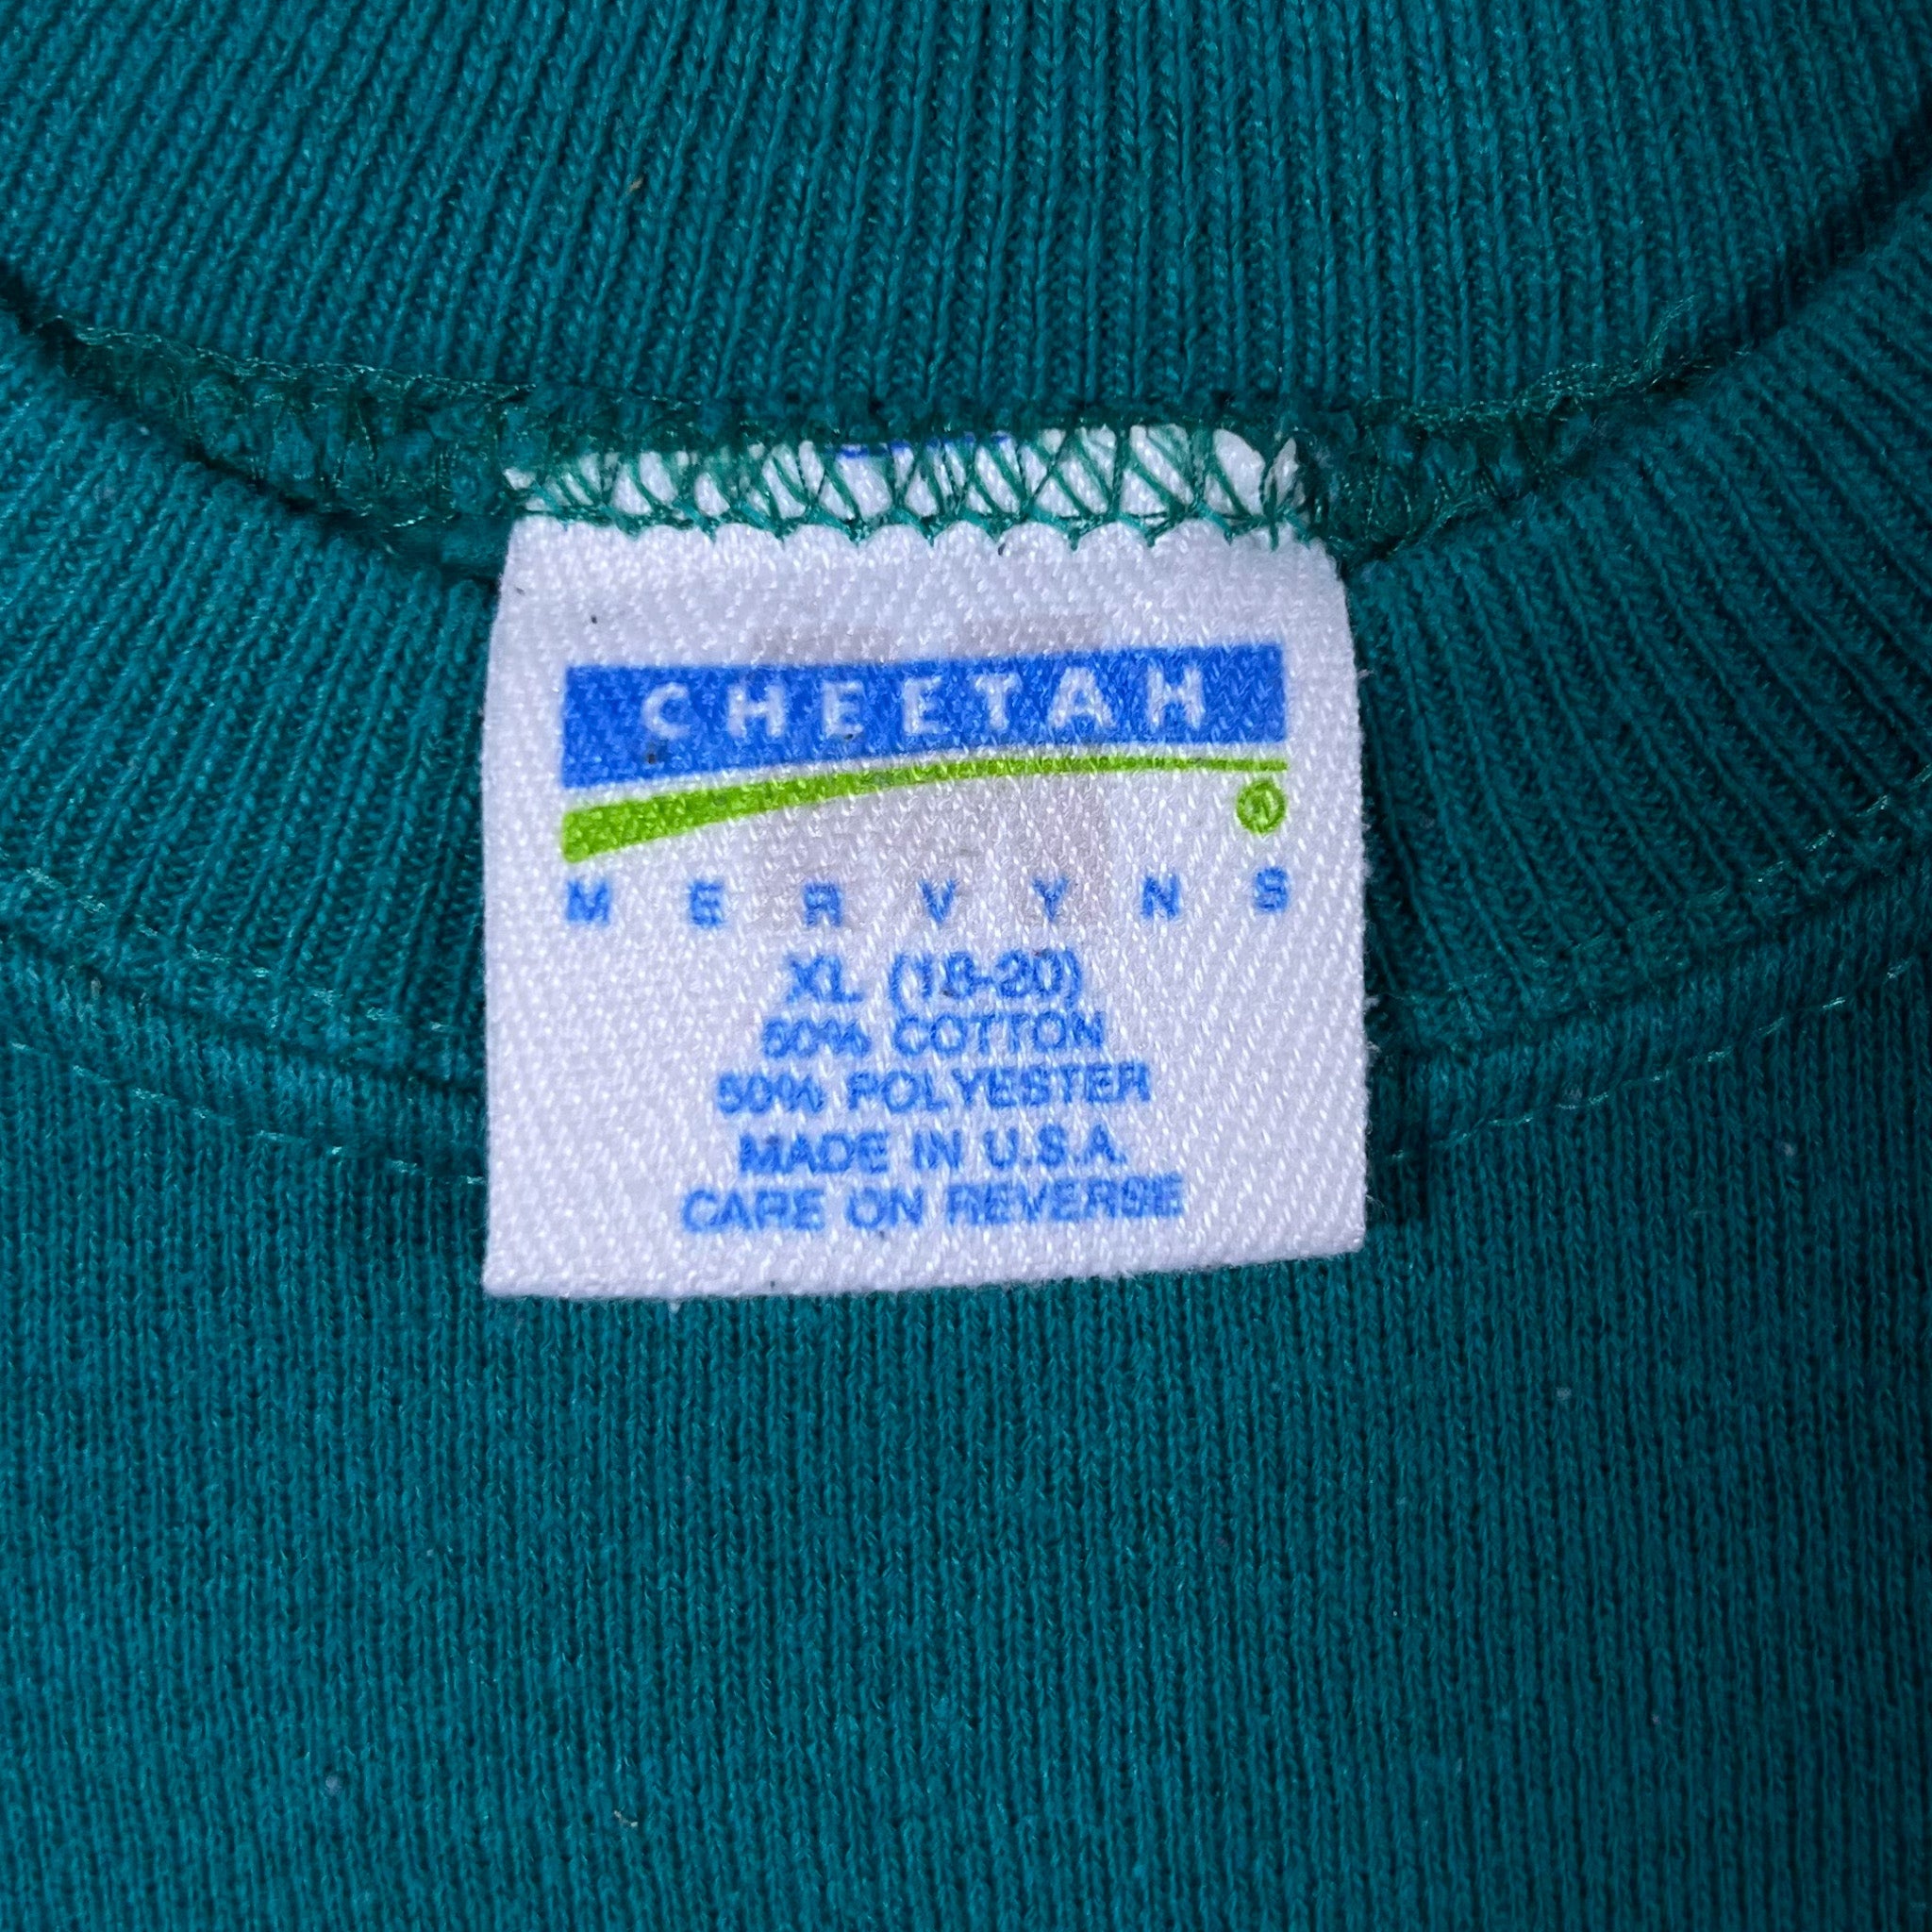 CHEETAH
®
MERVYNS
XL (18-20)
50% COTTON
50% POLYESTER
MADE IN U.S.A.
CARE ON REVERSE